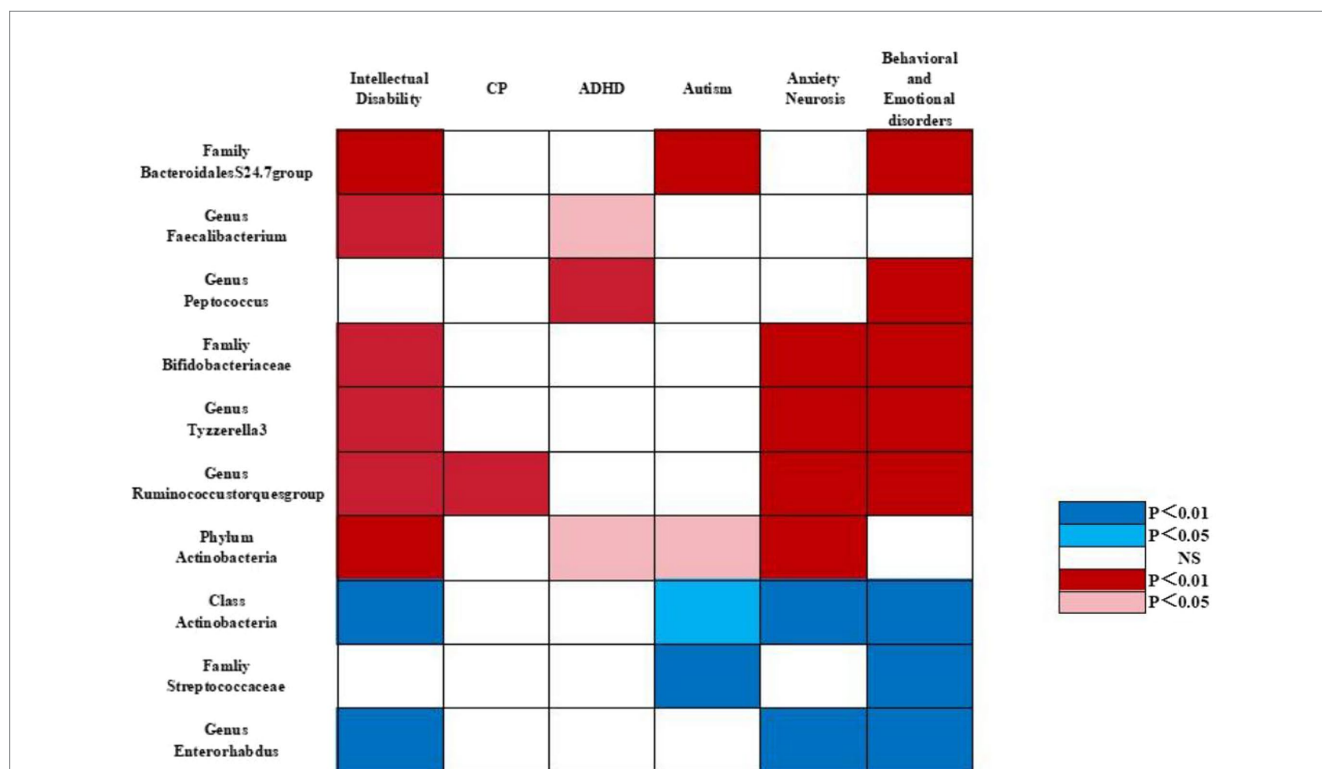 Intellectual
Disability
CP
ADHD
Autism
Anxiety
Neurosis
Behavioral
and
Emotional
disorders
Family
BacteroidalesS24.7group
Genus
Faecalibacterium
Genus
Peptococcus
Famliy
Bifidobacteriaceae
Genus
Tyzzerella3
Genus
Ruminococcustorquesgroup
Phylum
Actinobacteria
Class
Actinobacteria
Famliy
Streptococcaceae
Genus
Enterorhabdus
P<0.01
P<0.05
NS
P<0.01
P<0.05